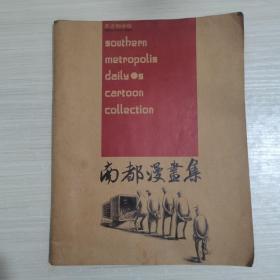 southern
metropolis
daily's
cartoon
collection
南都漫畫集